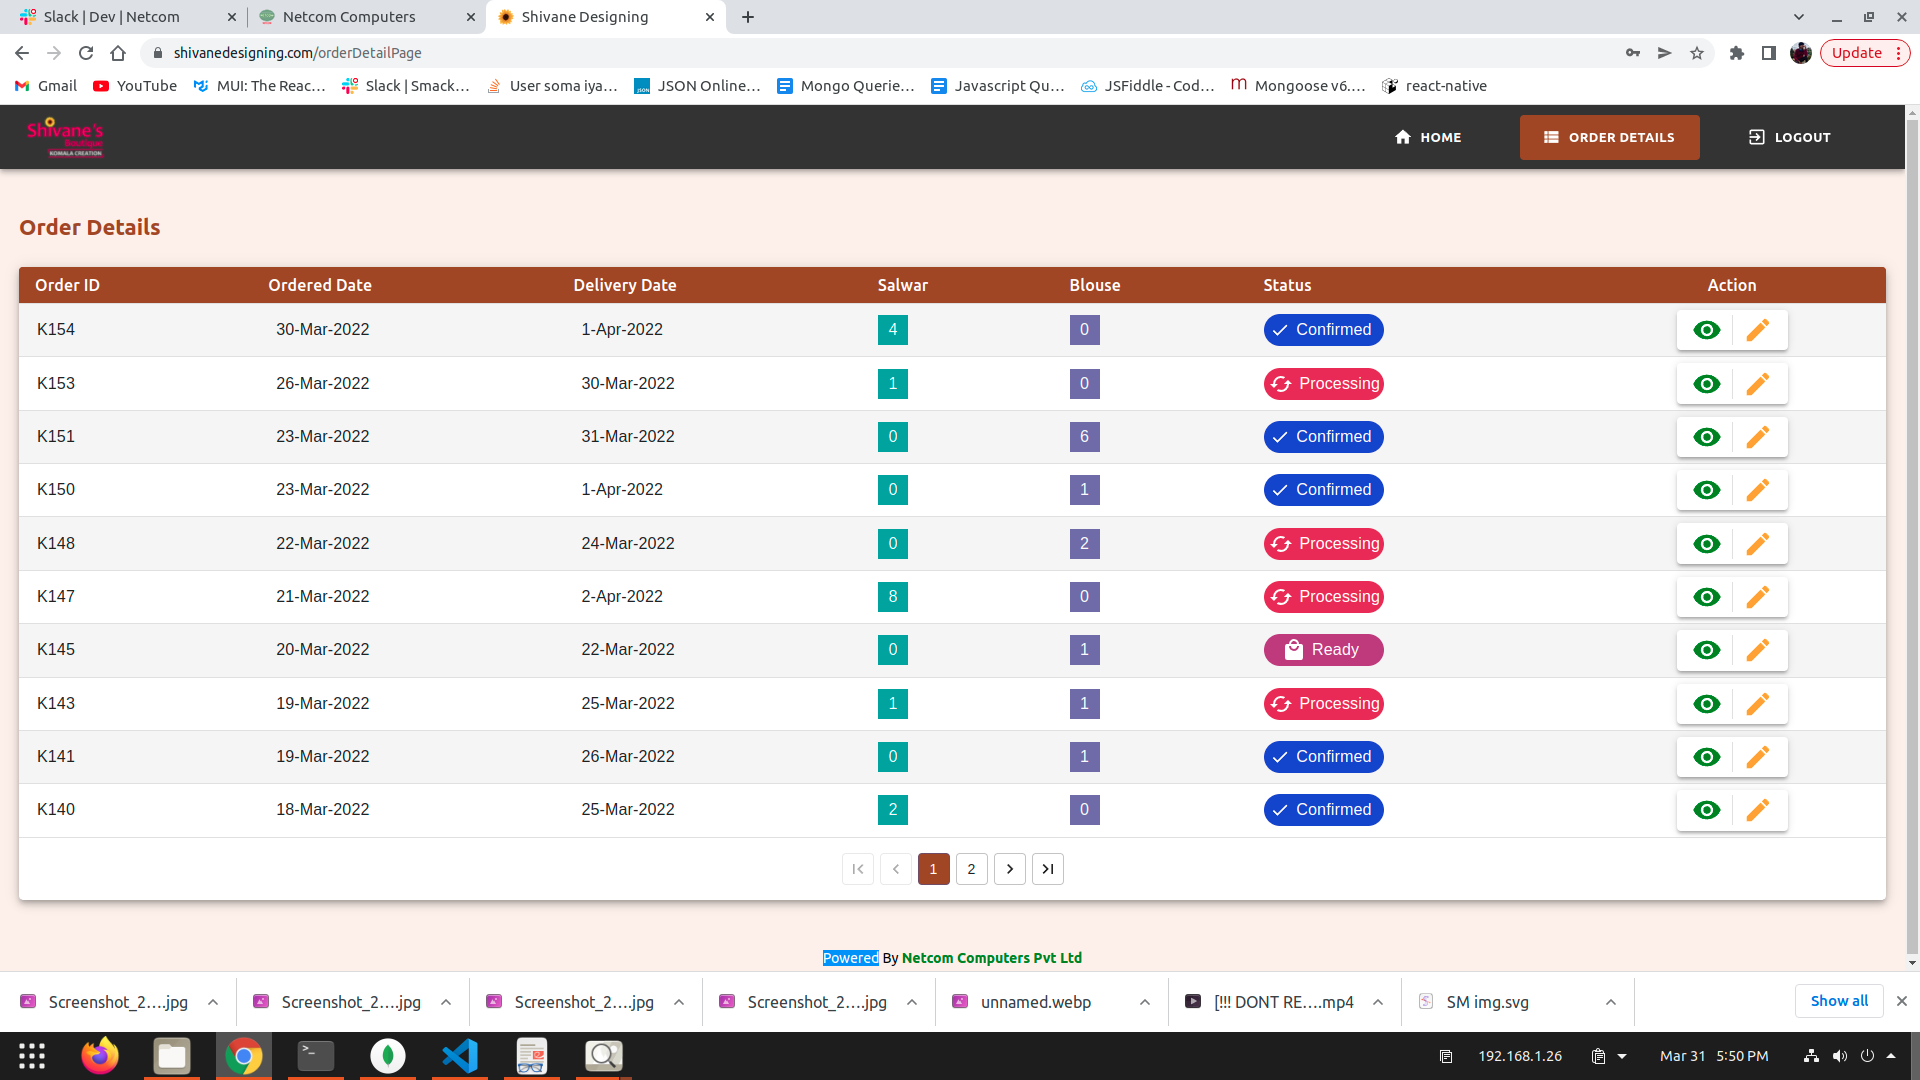 Slack | Dev | Netcom
Netcom Computers
Shivane Designing
shivanedesigning.com/orderDetailPage
Update
Gmail
YouTube
MUI: The Reac...
Slack | Smack...
User soma iya...
JSON Online...
Mongo Querie...
Javascript Qu...
JSFiddle - Cod...
Mongoose v6....
react-native
Shivane's
Boutique
KOWALA CREATION
HOME
ORDER DETAILS
LOGOUT
Order Details
Order ID Ordered Date Delivery Date Salwar Blouse Status Action
K154 30-Mar-2022 1-Apr-2022 4 0 Confirmed
K153 26-Mar-2022 30-Mar-2022 1 0 Processing
K151 23-Mar-2022 31-Mar-2022 0 6 Confirmed
K150 23-Mar-2022 1-Apr-2022 0 1 Confirmed
K148 22-Mar-2022 24-Mar-2022 0 2 Processing
K147 21-Mar-2022 2-Apr-2022 8 0 Processing
K145 20-Mar-2022 22-Mar-2022 0 1 Ready
K143 19-Mar-2022 25-Mar-2022 1 1 Processing
K141 19-Mar-2022 26-Mar-2022 0 1 Confirmed
K140 18-Mar-2022 25-Mar-2022 2 0 Confirmed
1 2
Powered By Netcom Computers Pvt Ltd
Screenshot_2....jpg
Screenshot_2....jpg
Screenshot_2....jpg
Screenshot_2....jpg
unnamed.webp
[!!! DONT RE....mp4
SM img.svg
Show all
192.168.1.26
Mar 31 5:50 PM